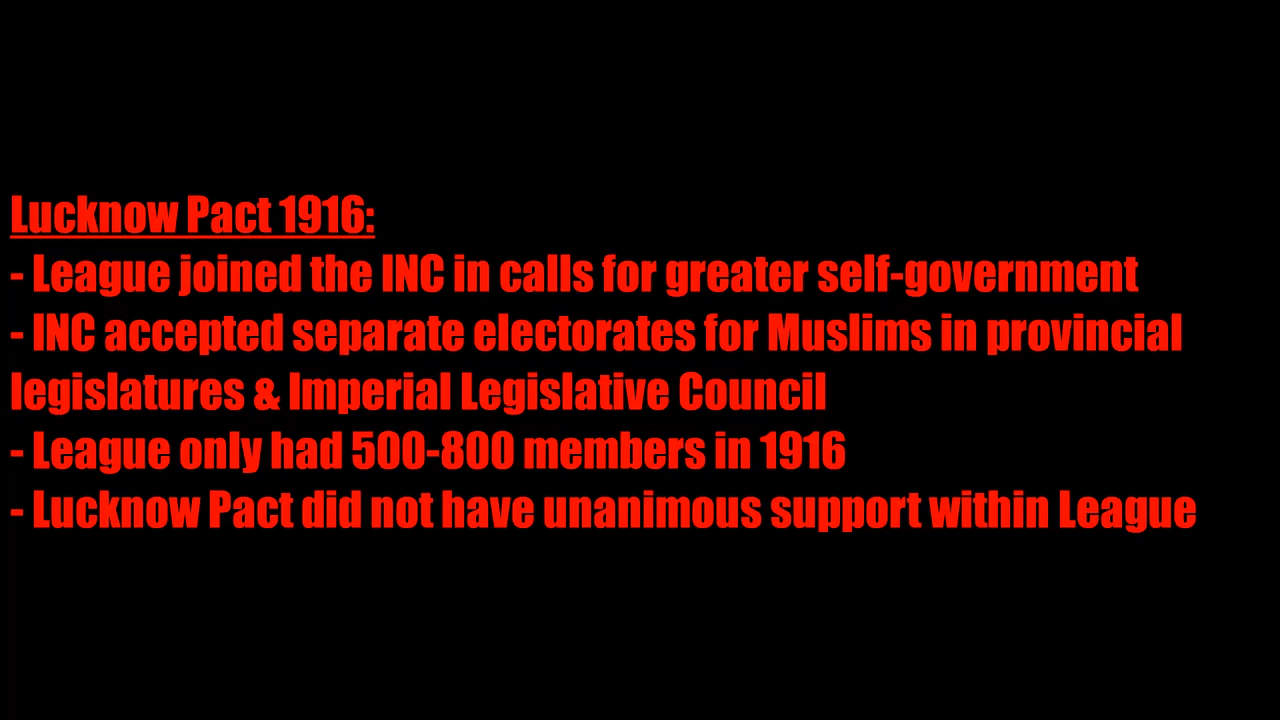 Lucknow Pact 1916:
- League joined the INC in calls for greater self-government
- INC accepted separate electorates for Muslims in provincial
legislatures & Imperial Legislative Council
- League only had 500-800 members in 1916
- Lucknow Pact did not have unanimous support within League